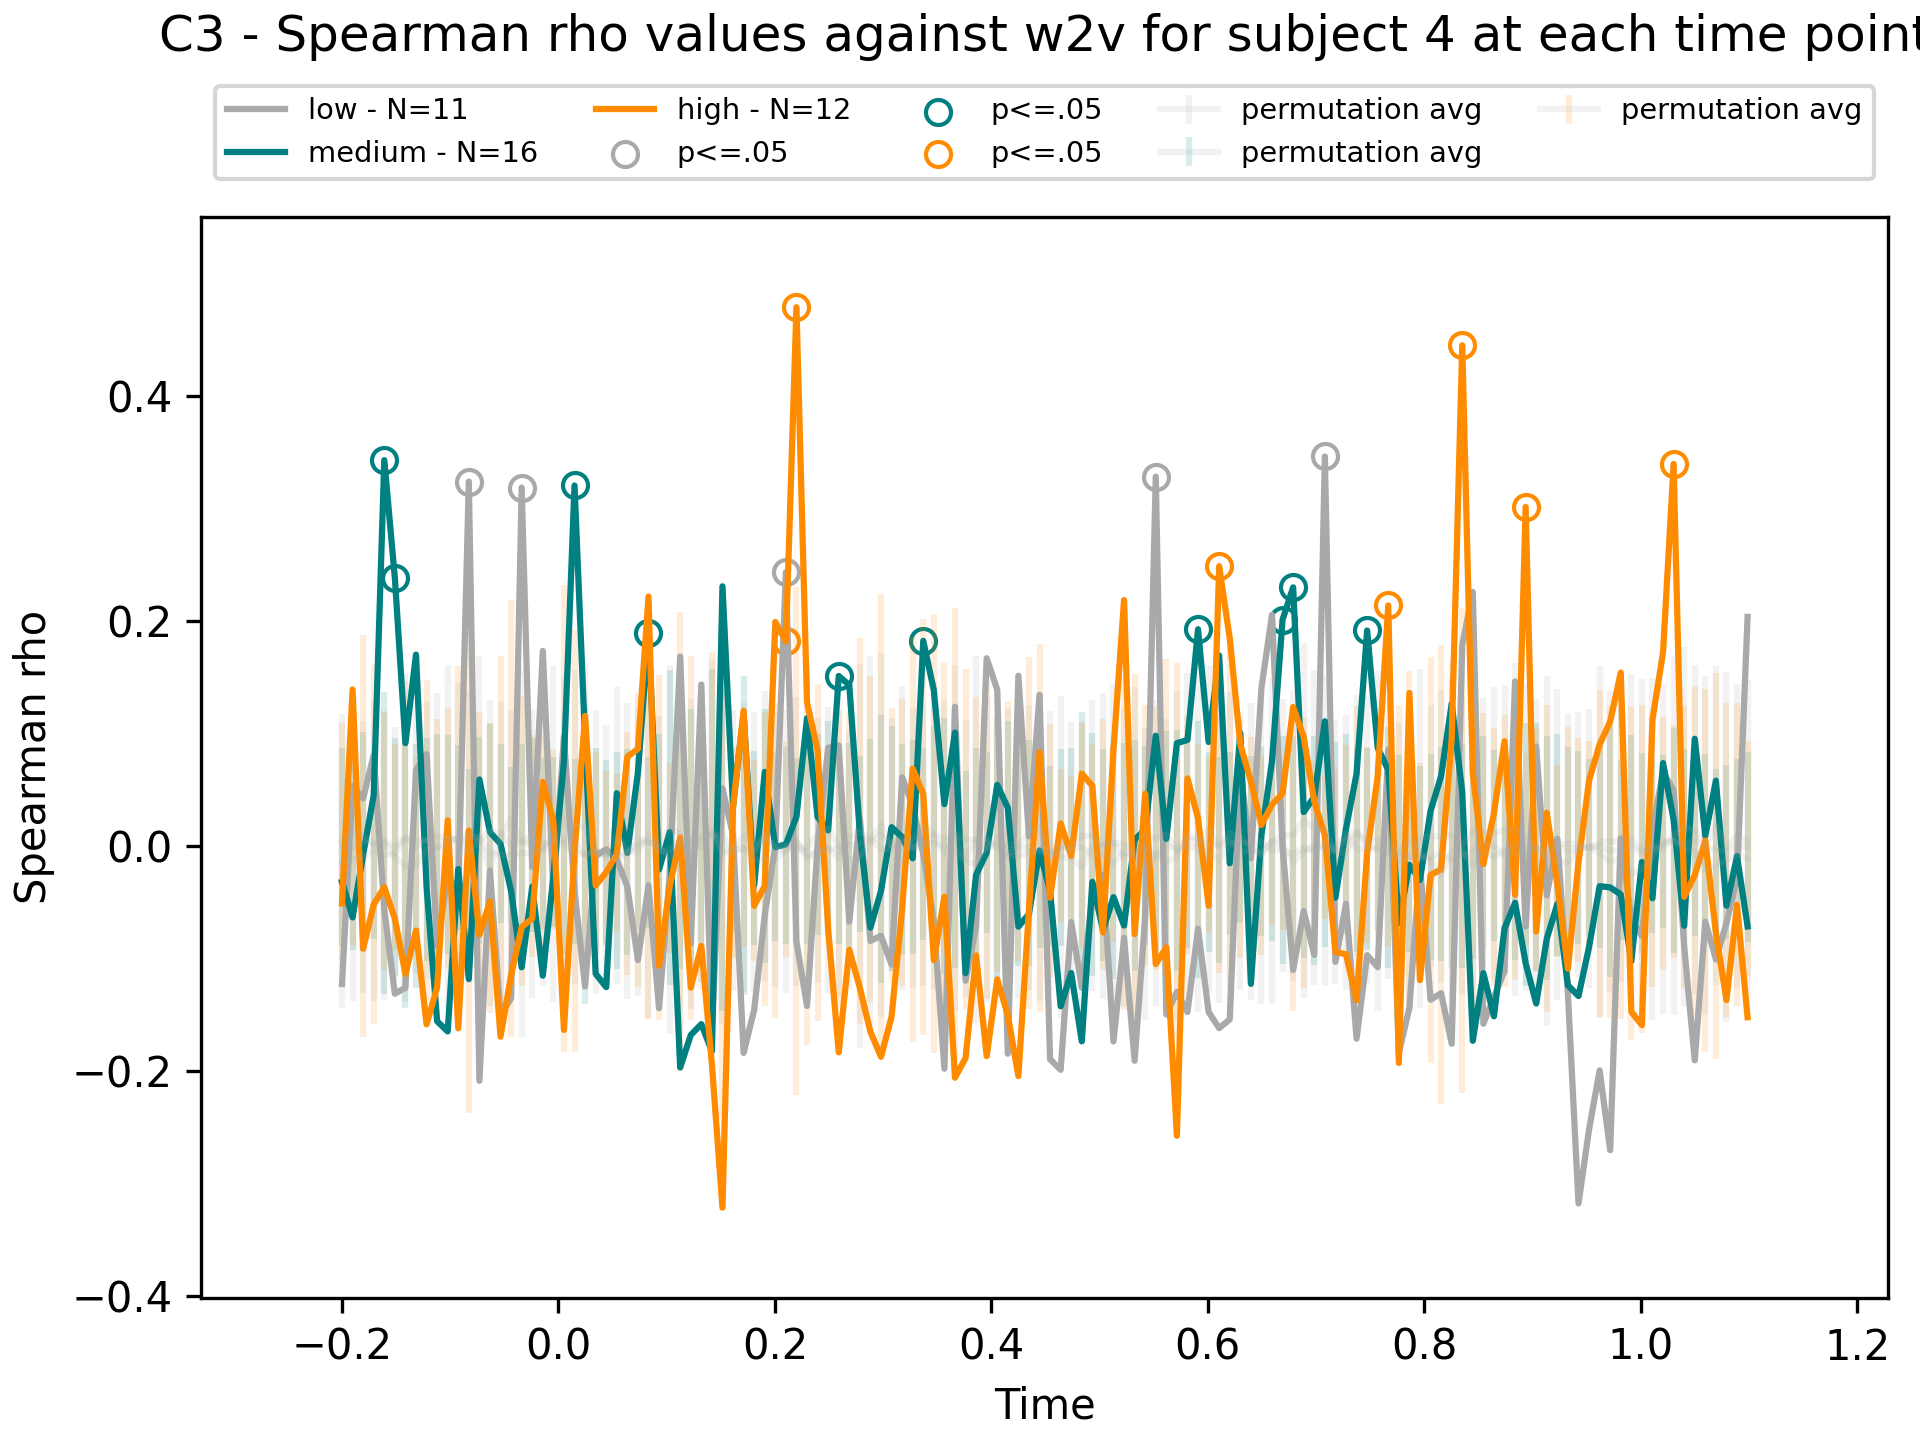 C3 - Spearman rho values against w2v for subject 4 at each time point
low - N=11
medium - N=16
high - N=12
p<=.05
p<=.05
p<=.05
permutation avg
permutation avg
permutation avg
Spearman rho
0.4
0.2
0.0
−0.2
−0.4
−0.2 0.0 0.2 0.4 0.6 0.8 1.0 1.2
Time